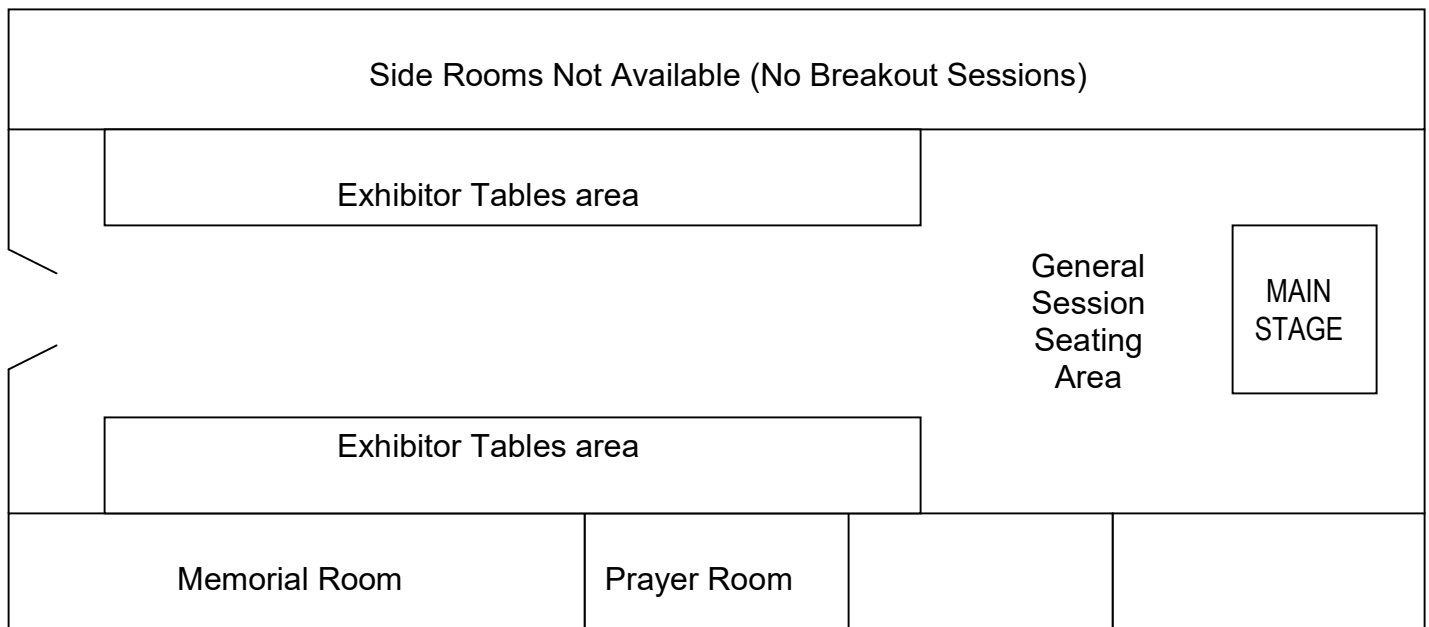 Side Rooms Not Available (No Breakout Sessions)
Exhibitor Tables area
General
Session
Seating
Area
MAIN
STAGE
Exhibitor Tables area
Memorial Room
Prayer Room